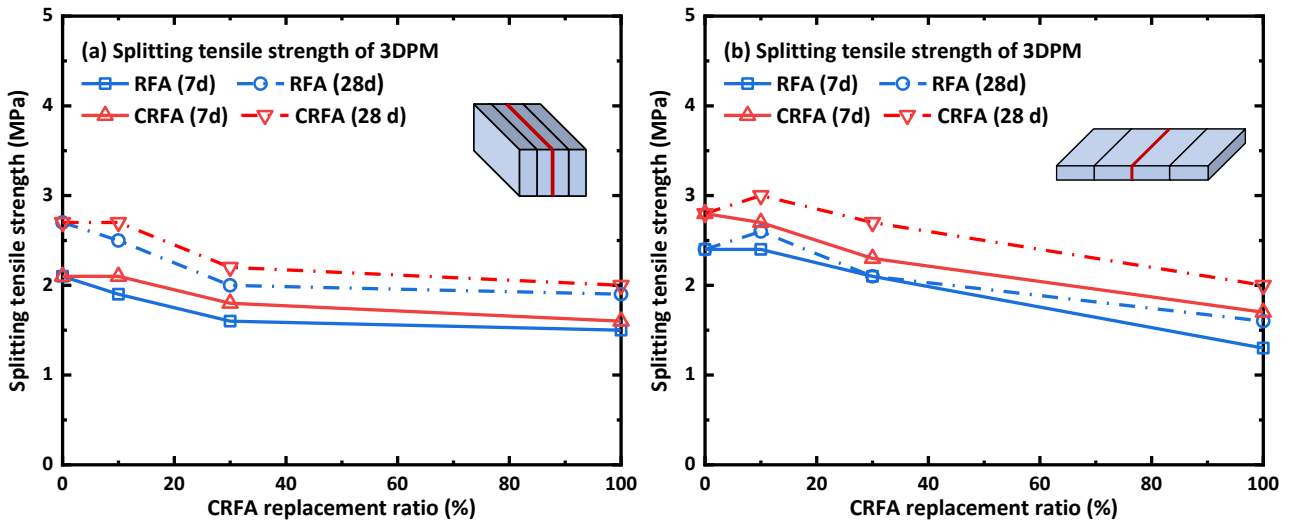 (a) Splitting tensile strength of 3DPM
RFA (7d) RFA (28d)
CRFA (7d) CRFA (28 d)
Splitting tensile strength (MPa)
5
4
3
2
1
0
0 20 40 60 80 100
CRFA replacement ratio (%)
(b) Splitting tensile strength of 3DPM
RFA (7d) RFA (28d)
CRFA (7d) CRFA (28 d)
Splitting tensile strength (MPa)
5
4
3
2
1
0
0 20 40 60 80 100
CRFA replacement ratio (%)